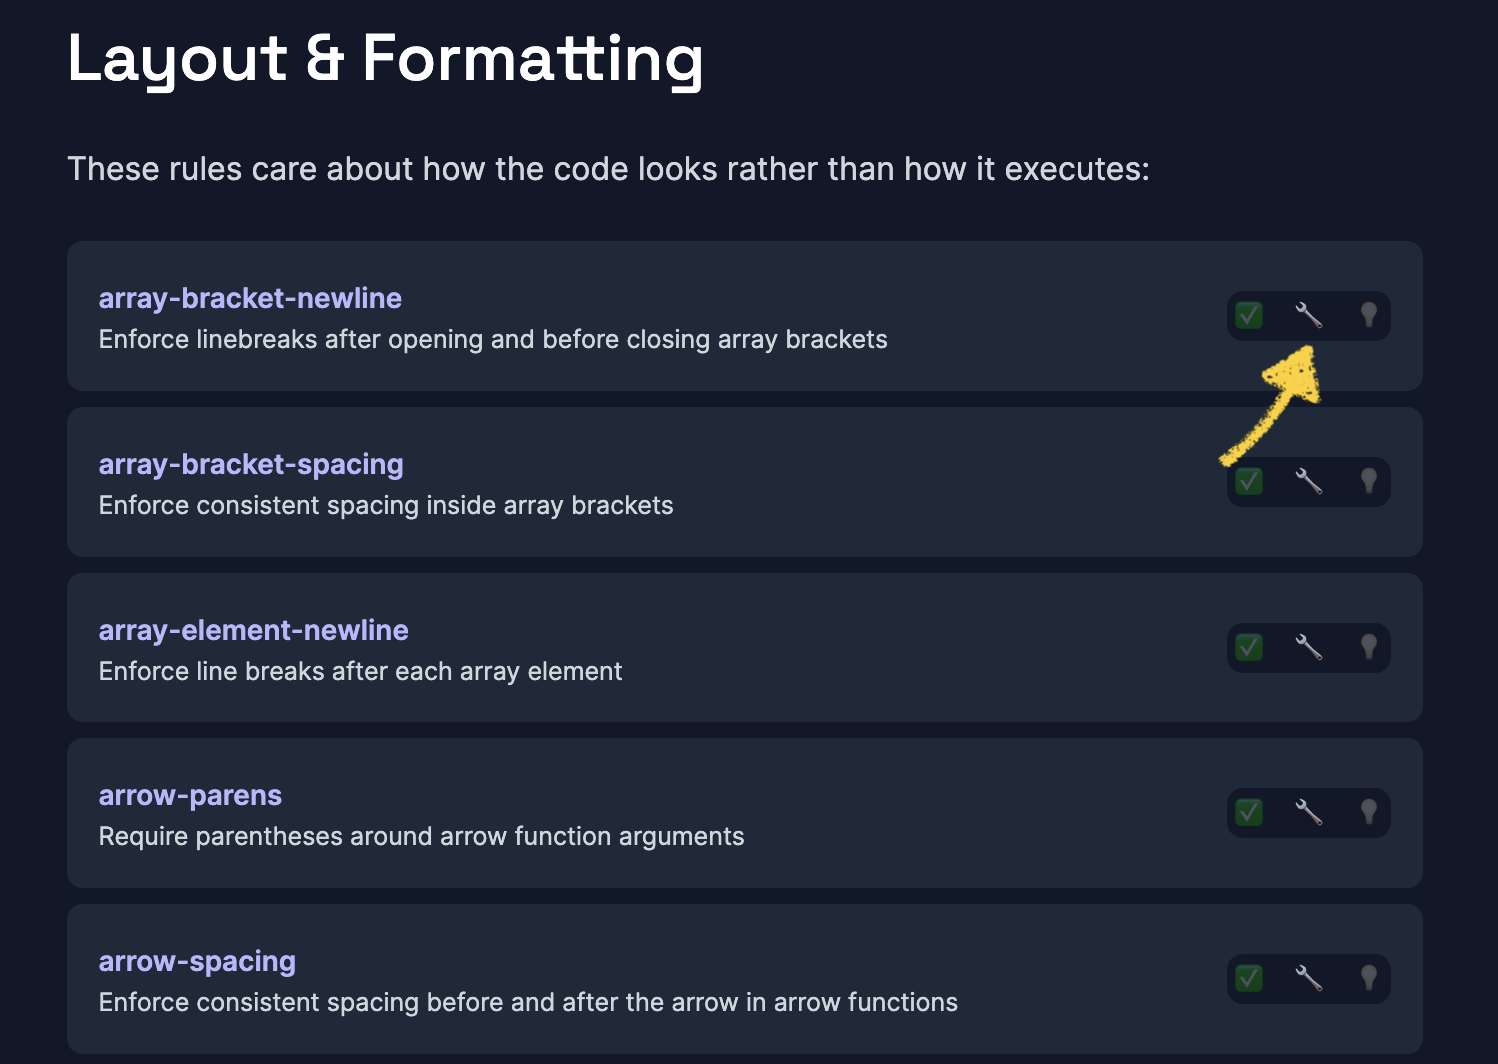 Layout & Formatting
These rules care about how the code looks rather than how it executes:
array-bracket-newline
Enforce linebreaks after opening and before closing array brackets
array-bracket-spacing
Enforce consistent spacing inside array brackets
array-element-newline
Enforce line breaks after each array element
arrow-parens
Require parentheses around arrow function arguments
arrow-spacing
Enforce consistent spacing before and after the arrow in arrow functions